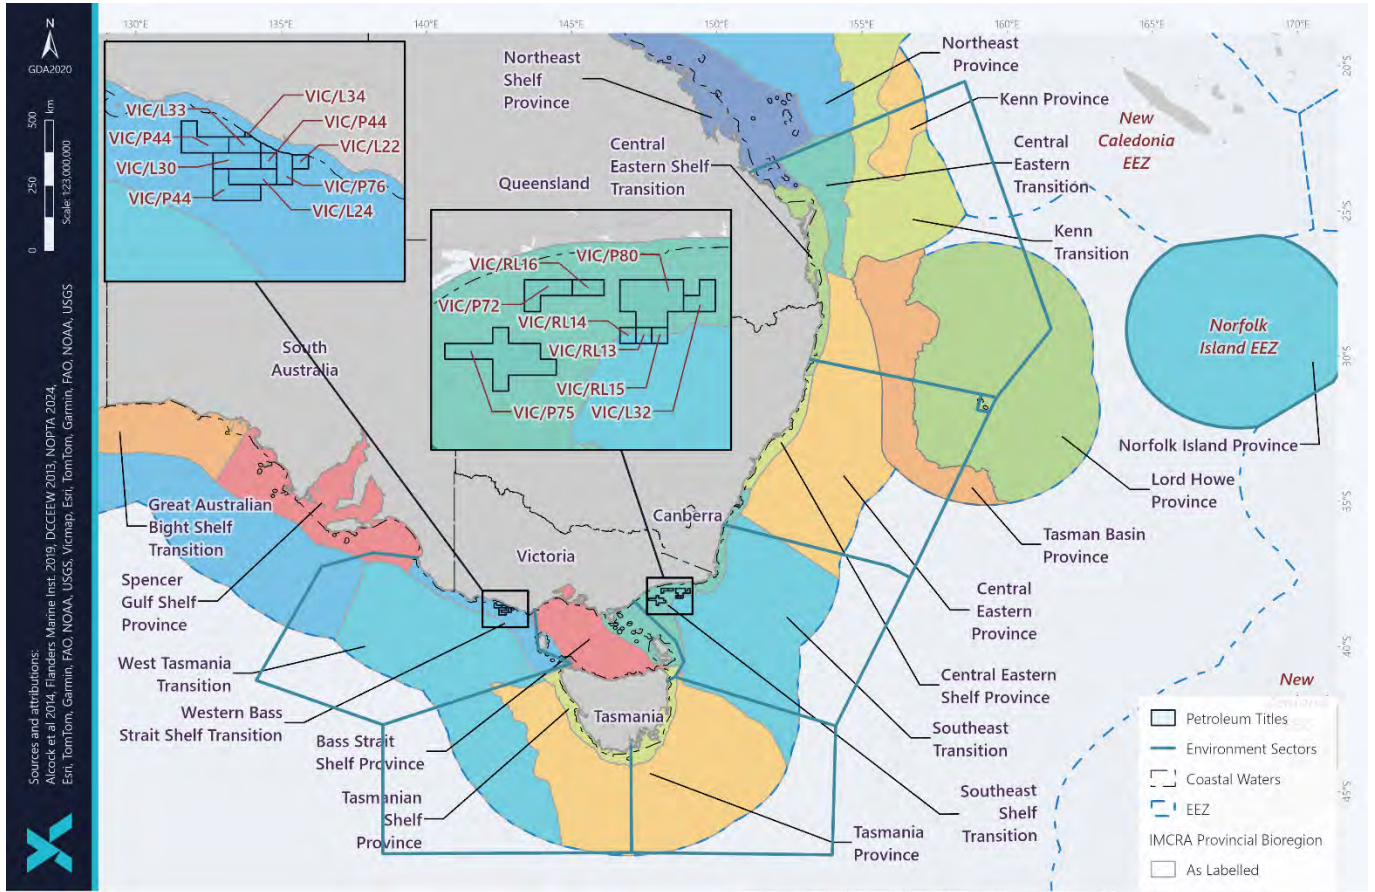 130°E
135°E
140°E
145°E
150°E
155°E
160°E
165°E
170°E
20°S
25°S
30°S
35°S
40°S
45°S
N
GDA2020
km
500
250
0
Scale: 1:23,000,000
Sources and attributions:
Alcock et al 2014, Flanders Marine Inst. 2019, DCCEEW 2013, NOPTA 2024,
Esri, TomTom, Garmin, FAO, NOAA, USGS, Vicmap, Esri, TomTom, Garmin, FAO, NOAA, USGS
VIC/L33
VIC/L34
VIC/P44
VIC/P44
VIC/L22
VIC/L30
VIC/P76
VIC/P44
VIC/L24
VIC/RL16
VIC/P80
VIC/P72
VIC/RL14
VIC/RL13
VIC/RL15
VIC/P75
VIC/L32
Northeast
Shelf
Province
Northeast
Province
Kenn Province
New
Caledonia
EEZ
Central
Eastern Shelf
Transition
Central
Eastern
Transition
Queensland
Kenn
Transition
Norfolk
Island EEZ
South
Australia
Norfolk Island Province
Lord Howe
Province
Great Australian
Bight Shelf
Transition
Canberra
Tasman Basin
Province
Victoria
Spencer
Gulf Shelf
Province
Central
Eastern
Province
West Tasmania
Transition
Central Eastern
Shelf Province
New
Western Bass
Strait Shelf Transition
Tasmania
Bass Strait
Shelf Province
Southeast
Transition
Tasmanian
Shelf
Province
Southeast
Shelf
Transition
Tasmania
Province
Petroleum Titles
Environment Sectors
Coastal Waters
EEZ
IMCRA Provincial Bioregion
As Labelled